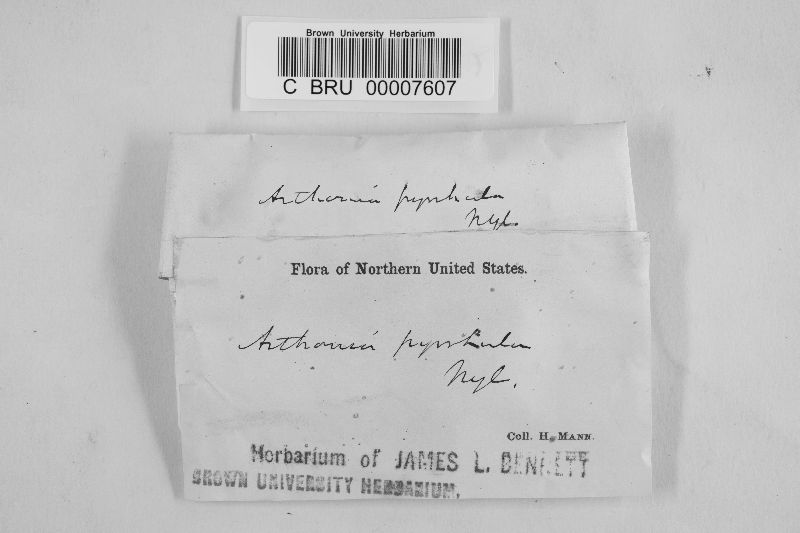 Brown University Herbarium
C BRU 00007607
Arthonia pyrrhula
Nyl.
Flora of Northern United States.
Arthonia pyrrhula
Nyl.
Coll. H. Mann.
Herbarium of JAMES L. BENNETT
BROWN UNIVERSITY HERBARIUM.